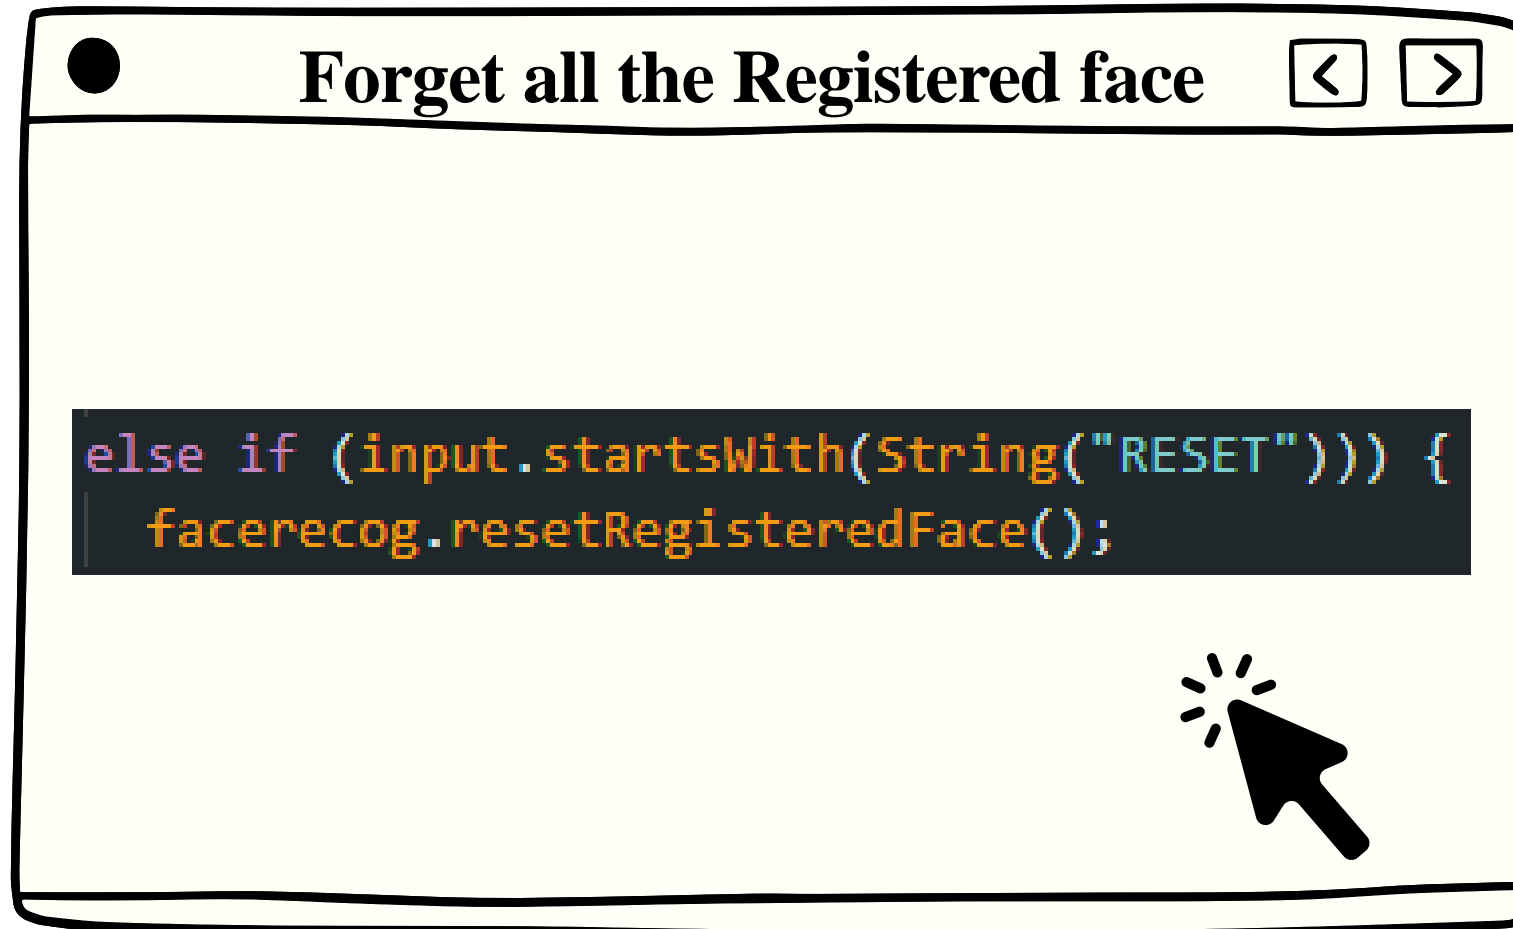 Forget all the Registered face
else if (input.startsWith(String("RESET"))) {
facerecog.resetRegisteredFace();